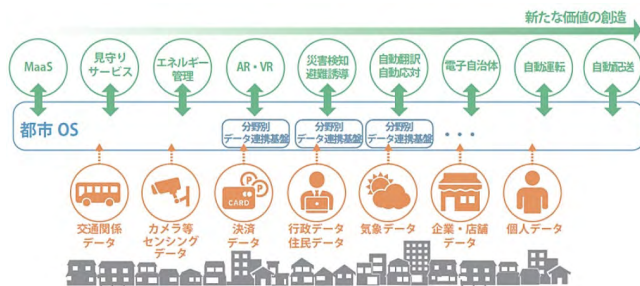 新たな価値の創造
MaaS
見守り
サービス
エネルギー
管理
AR・VR
災害検知
避難誘導
自動翻訳
自動応対
電子自治体
自動運転
自動配送
都市 OS
分野別
データ連携基盤
分野別
データ連携基盤
分野別
データ連携基盤
・・・
P
P
CARD
交通関係
データ
カメラ等
センシング
データ
決済
データ
行政データ
住民データ
気象データ
企業・店舗
データ
個人データ